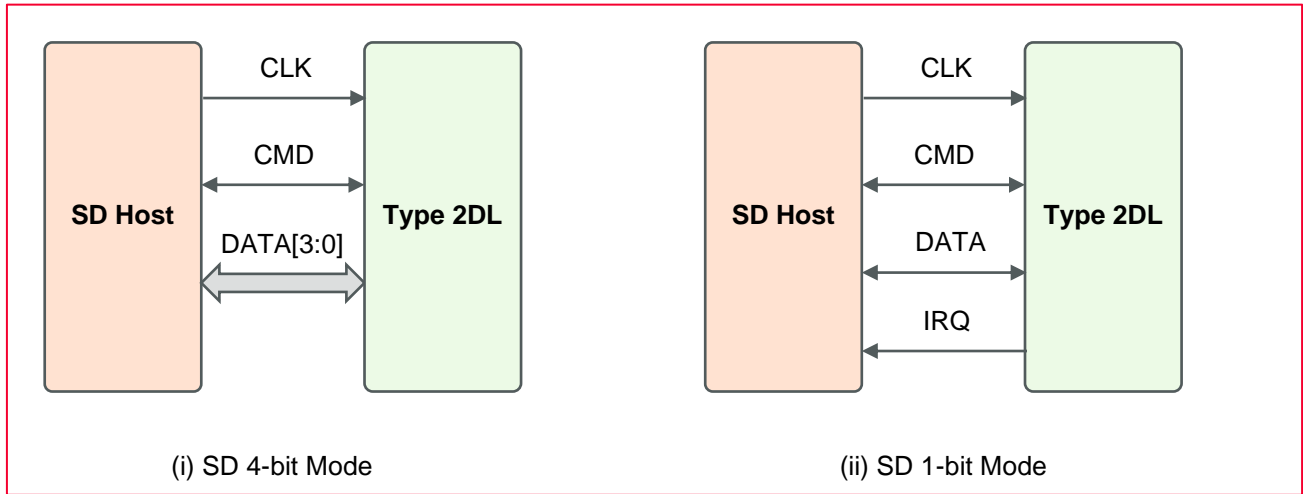 CLK
CMD
SD Host
Type 2DL
DATA[3:0]
(i) SD 4-bit Mode
CLK
CMD
SD Host
Type 2DL
DATA
IRQ
(ii) SD 1-bit Mode